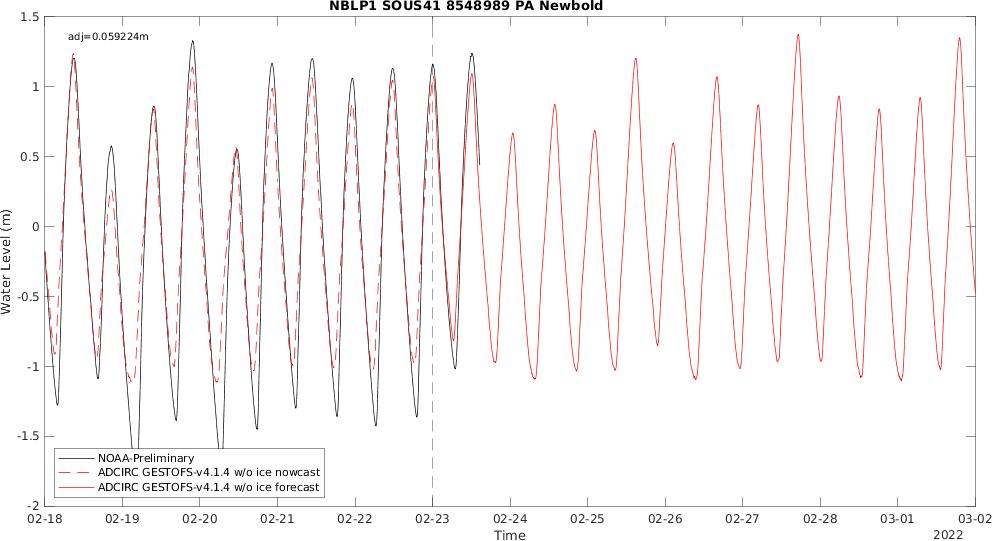 NBLP1 SOUS41 8548989 PA Newbold
adj=0.059224m
1.5
1
0.5
0
-0.5
-1
-1.5
-2
Water Level (m)
NOAA-Preliminary
ADCIRC GESTOFS-v4.1.4 w/o ice nowcast
ADCIRC GESTOFS-v4.1.4 w/o ice forecast
02-18 02-19 02-20 02-21 02-22 02-23 02-24 02-25 02-26 02-27 02-28 03-01 03-02
Time
2022